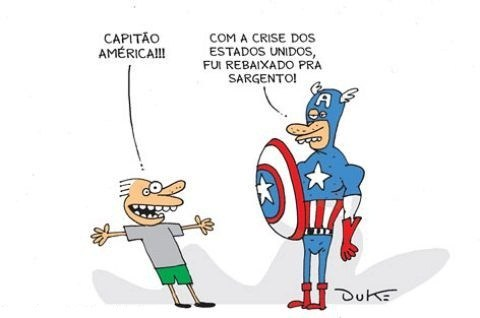 CAPITÃO
AMÉRICA!!!
COM A CRISE DOS
ESTADOS UNIDOS,
FUI REBAIXADO PRA
SARGENTO!
A
DUKE